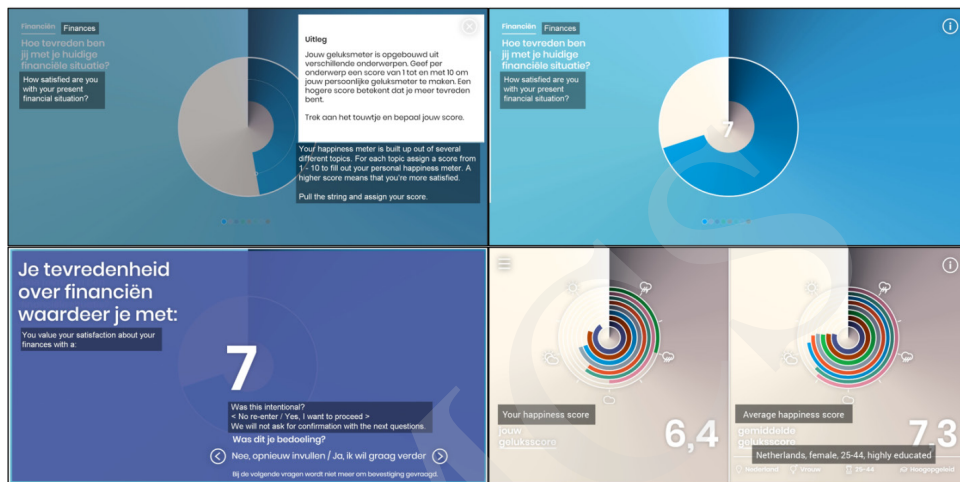 Financiën Finances
Hoe tevreden ben
jij met je huidige
financiële situatie?
How satisfied are you
with your present
financial situation?
Uitleg
Jouw geluksmeter is opgebouwd uit
verschillende onderwerpen. Geef per
onderwerp een score van 1 tot en met 10 om
jouw persoonlijke geluksmeter te maken. Een
hogere score betekent dat je meer tevreden
bent.
Trek aan het touwtje en bepaal jouw score.
Your happiness meter is built up out of several
different topics. For each topic assign a score from
1 - 10 to fill out your personal happiness meter. A
higher score means that you're more satisfied.
Pull the string and assign your score.
Financiën Finances
Hoe tevreden ben
jij met je huidige
financiële situatie?
How satisfied are you
with your present
financial situation?
7
Je tevredenheid
over financiën
waardeer je met:
You value your satisfaction about your
finances with a:
7
Was this intentional?
< No re-enter / Yes, I want to proceed >
We will not ask for confirmation with the next questions.
Was dit je bedoeling?
Nee, opnieuw invullen / Ja, ik wil graag verder
Bij de volgende vragen wordt niet meer om bevestiging gevraagd.
Your happiness score
jouw
geluksscore
6,4
Average happiness score
gemiddelde
geluksscore
7,3
Netherlands, female, 25-44, highly educated
Nederland Vrouw 25-44 Hoogopgeleid